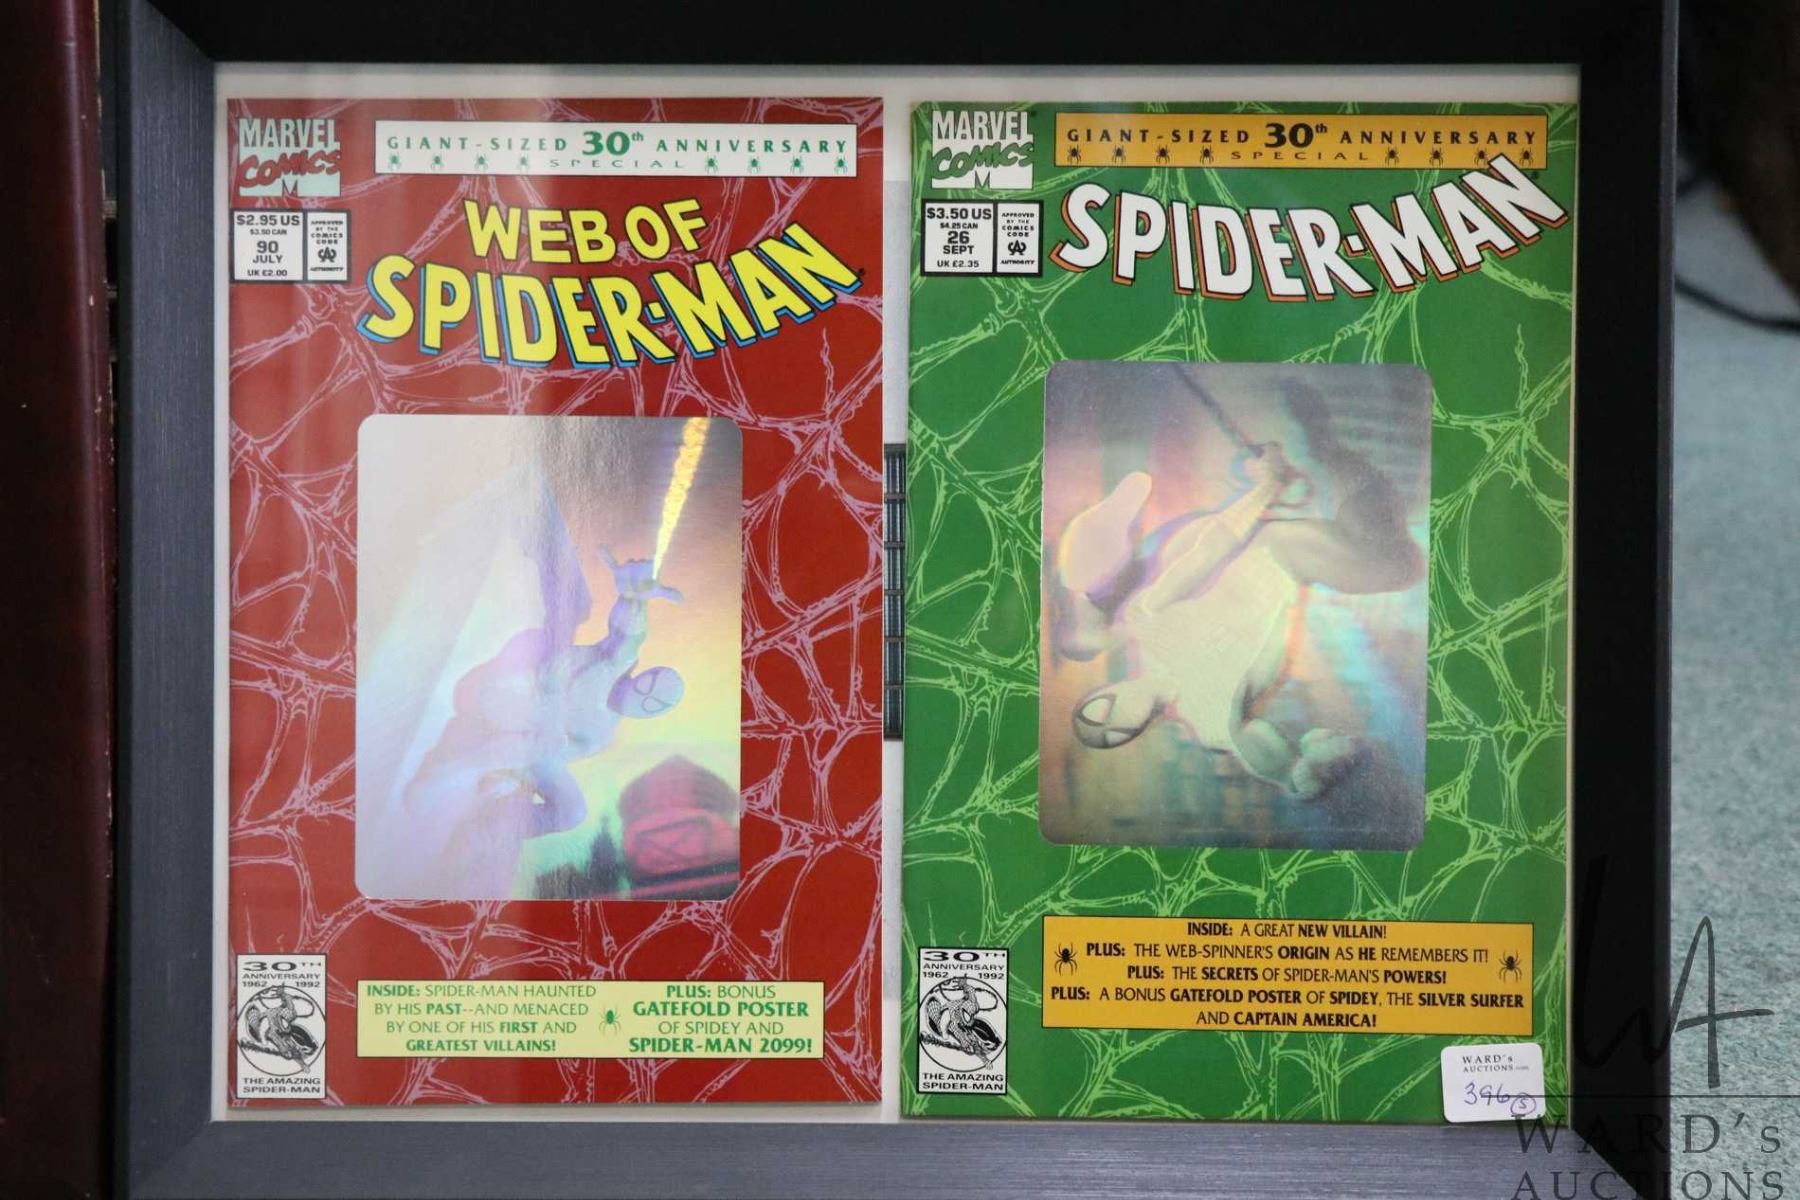 MARVEL
COMICS
M
GIANT-SIZED 30th ANNIVERSARY
SPECIAL
$2.95 US
$3.50 CAN
90
JULY
UK £2.00
APPROVED
BY THE
COMICS
CODE
CA
AUTHORITY
WEB OF
SPIDER-MAN
30TH
ANNIVERSARY
1962 1992
THE AMAZING
SPIDER-MAN
INSIDE: SPIDER-MAN HAUNTED
BY HIS PAST--AND MENACED
BY ONE OF HIS FIRST AND
GREATEST VILLAINS!
PLUS: BONUS
GATEFOLD POSTER
OF SPIDEY AND
SPIDER-MAN 2099!
MARVEL
COMICS
M
GIANT-SIZED 30th ANNIVERSARY
SPECIAL
$3.50 US
$4.25 CAN
26
SEPT
UK £2.35
APPROVED
BY THE
COMICS
CODE
CA
AUTHORITY
SPIDER-MAN
30TH
ANNIVERSARY
1962 1992
THE AMAZING
SPIDER-MAN
INSIDE: A GREAT NEW VILLAIN!
PLUS: THE WEB-SPINNER'S ORIGIN AS HE REMEMBERS IT!
PLUS: THE SECRETS OF SPIDER-MAN'S POWERS!
PLUS: A BONUS GATEFOLD POSTER OF SPIDEY, THE SILVER SURFER
AND CAPTAIN AMERICA!
WARD's
AUCTIONS.com
396 5
WA
WARD's
AUCTIONS